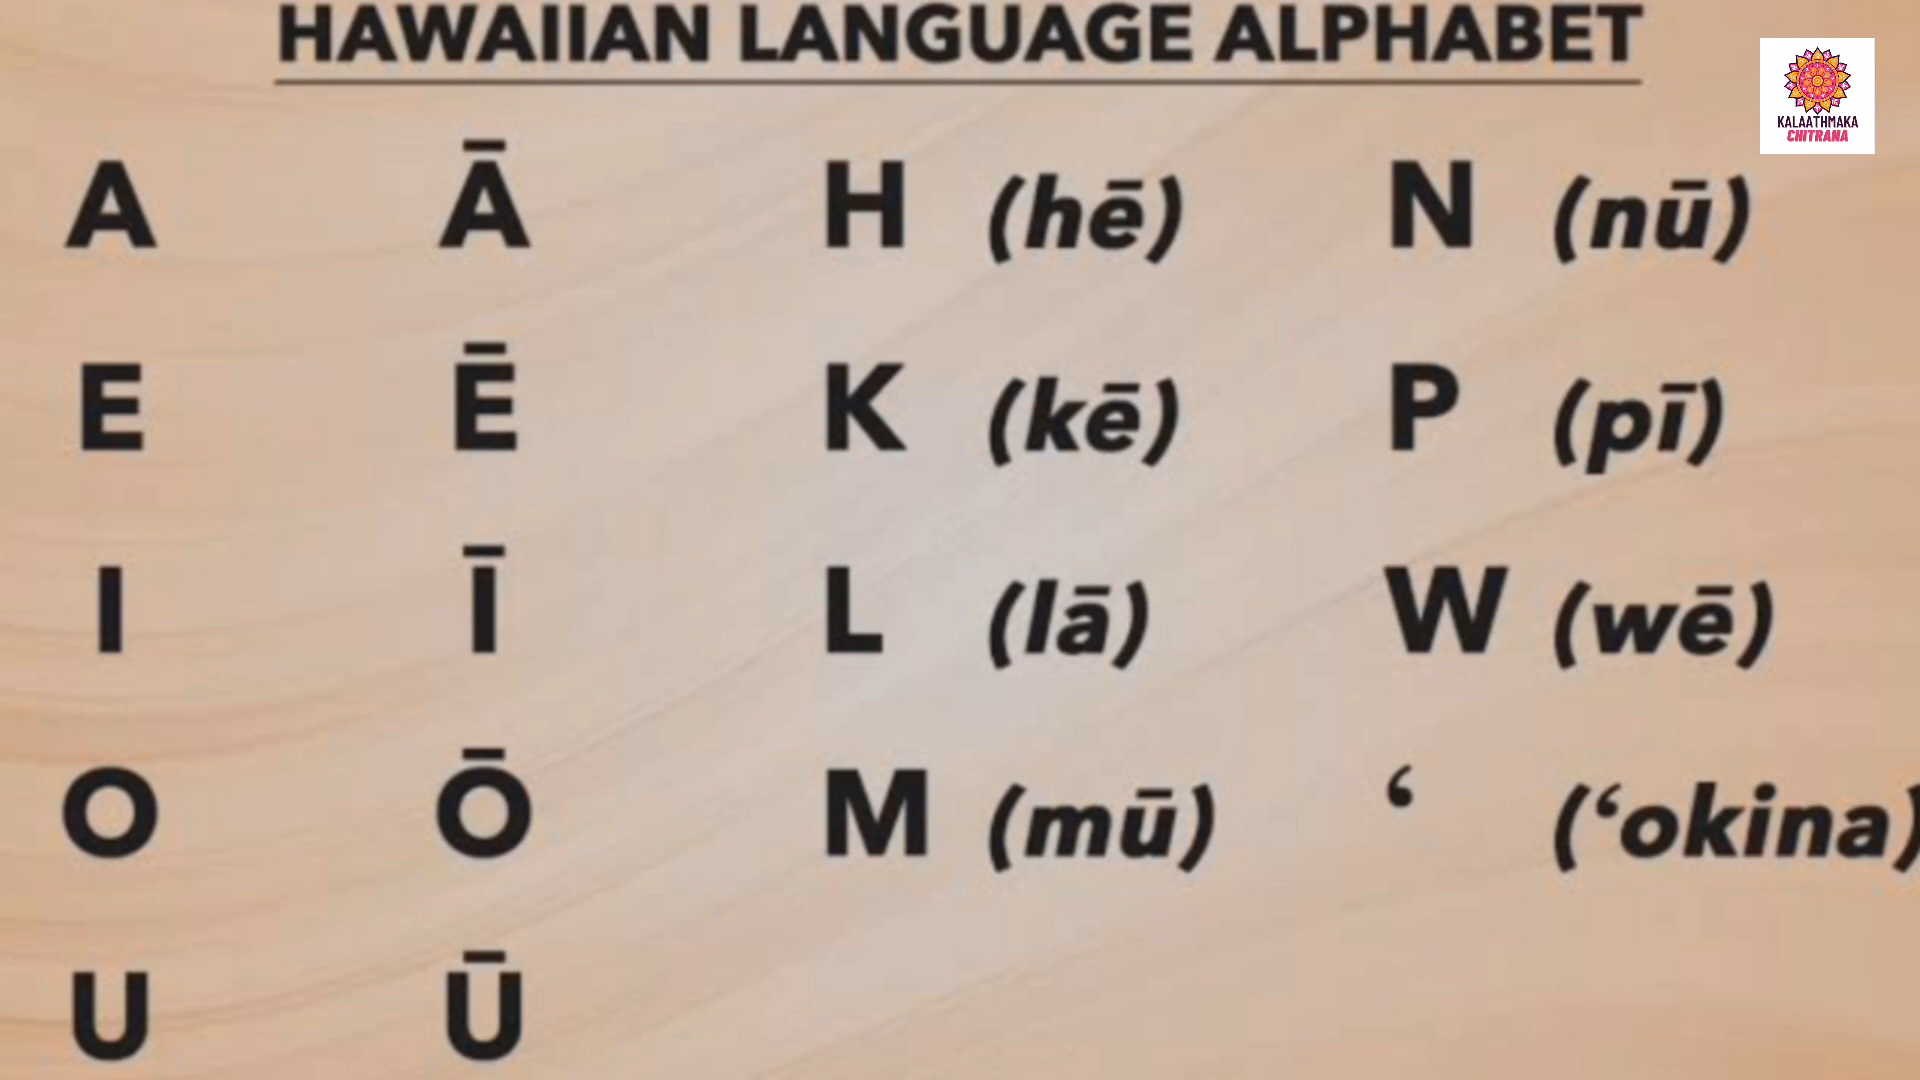 HAWAIIAN LANGUAGE ALPHABET
KALAATHMAKA
CHITRANA
A Ā H (hē) N (nū)
E Ē K (kē) P (pī)
I Ī L (lā) W (wē)
O Ō M (mū) ʻ (ʻokina)
U Ū